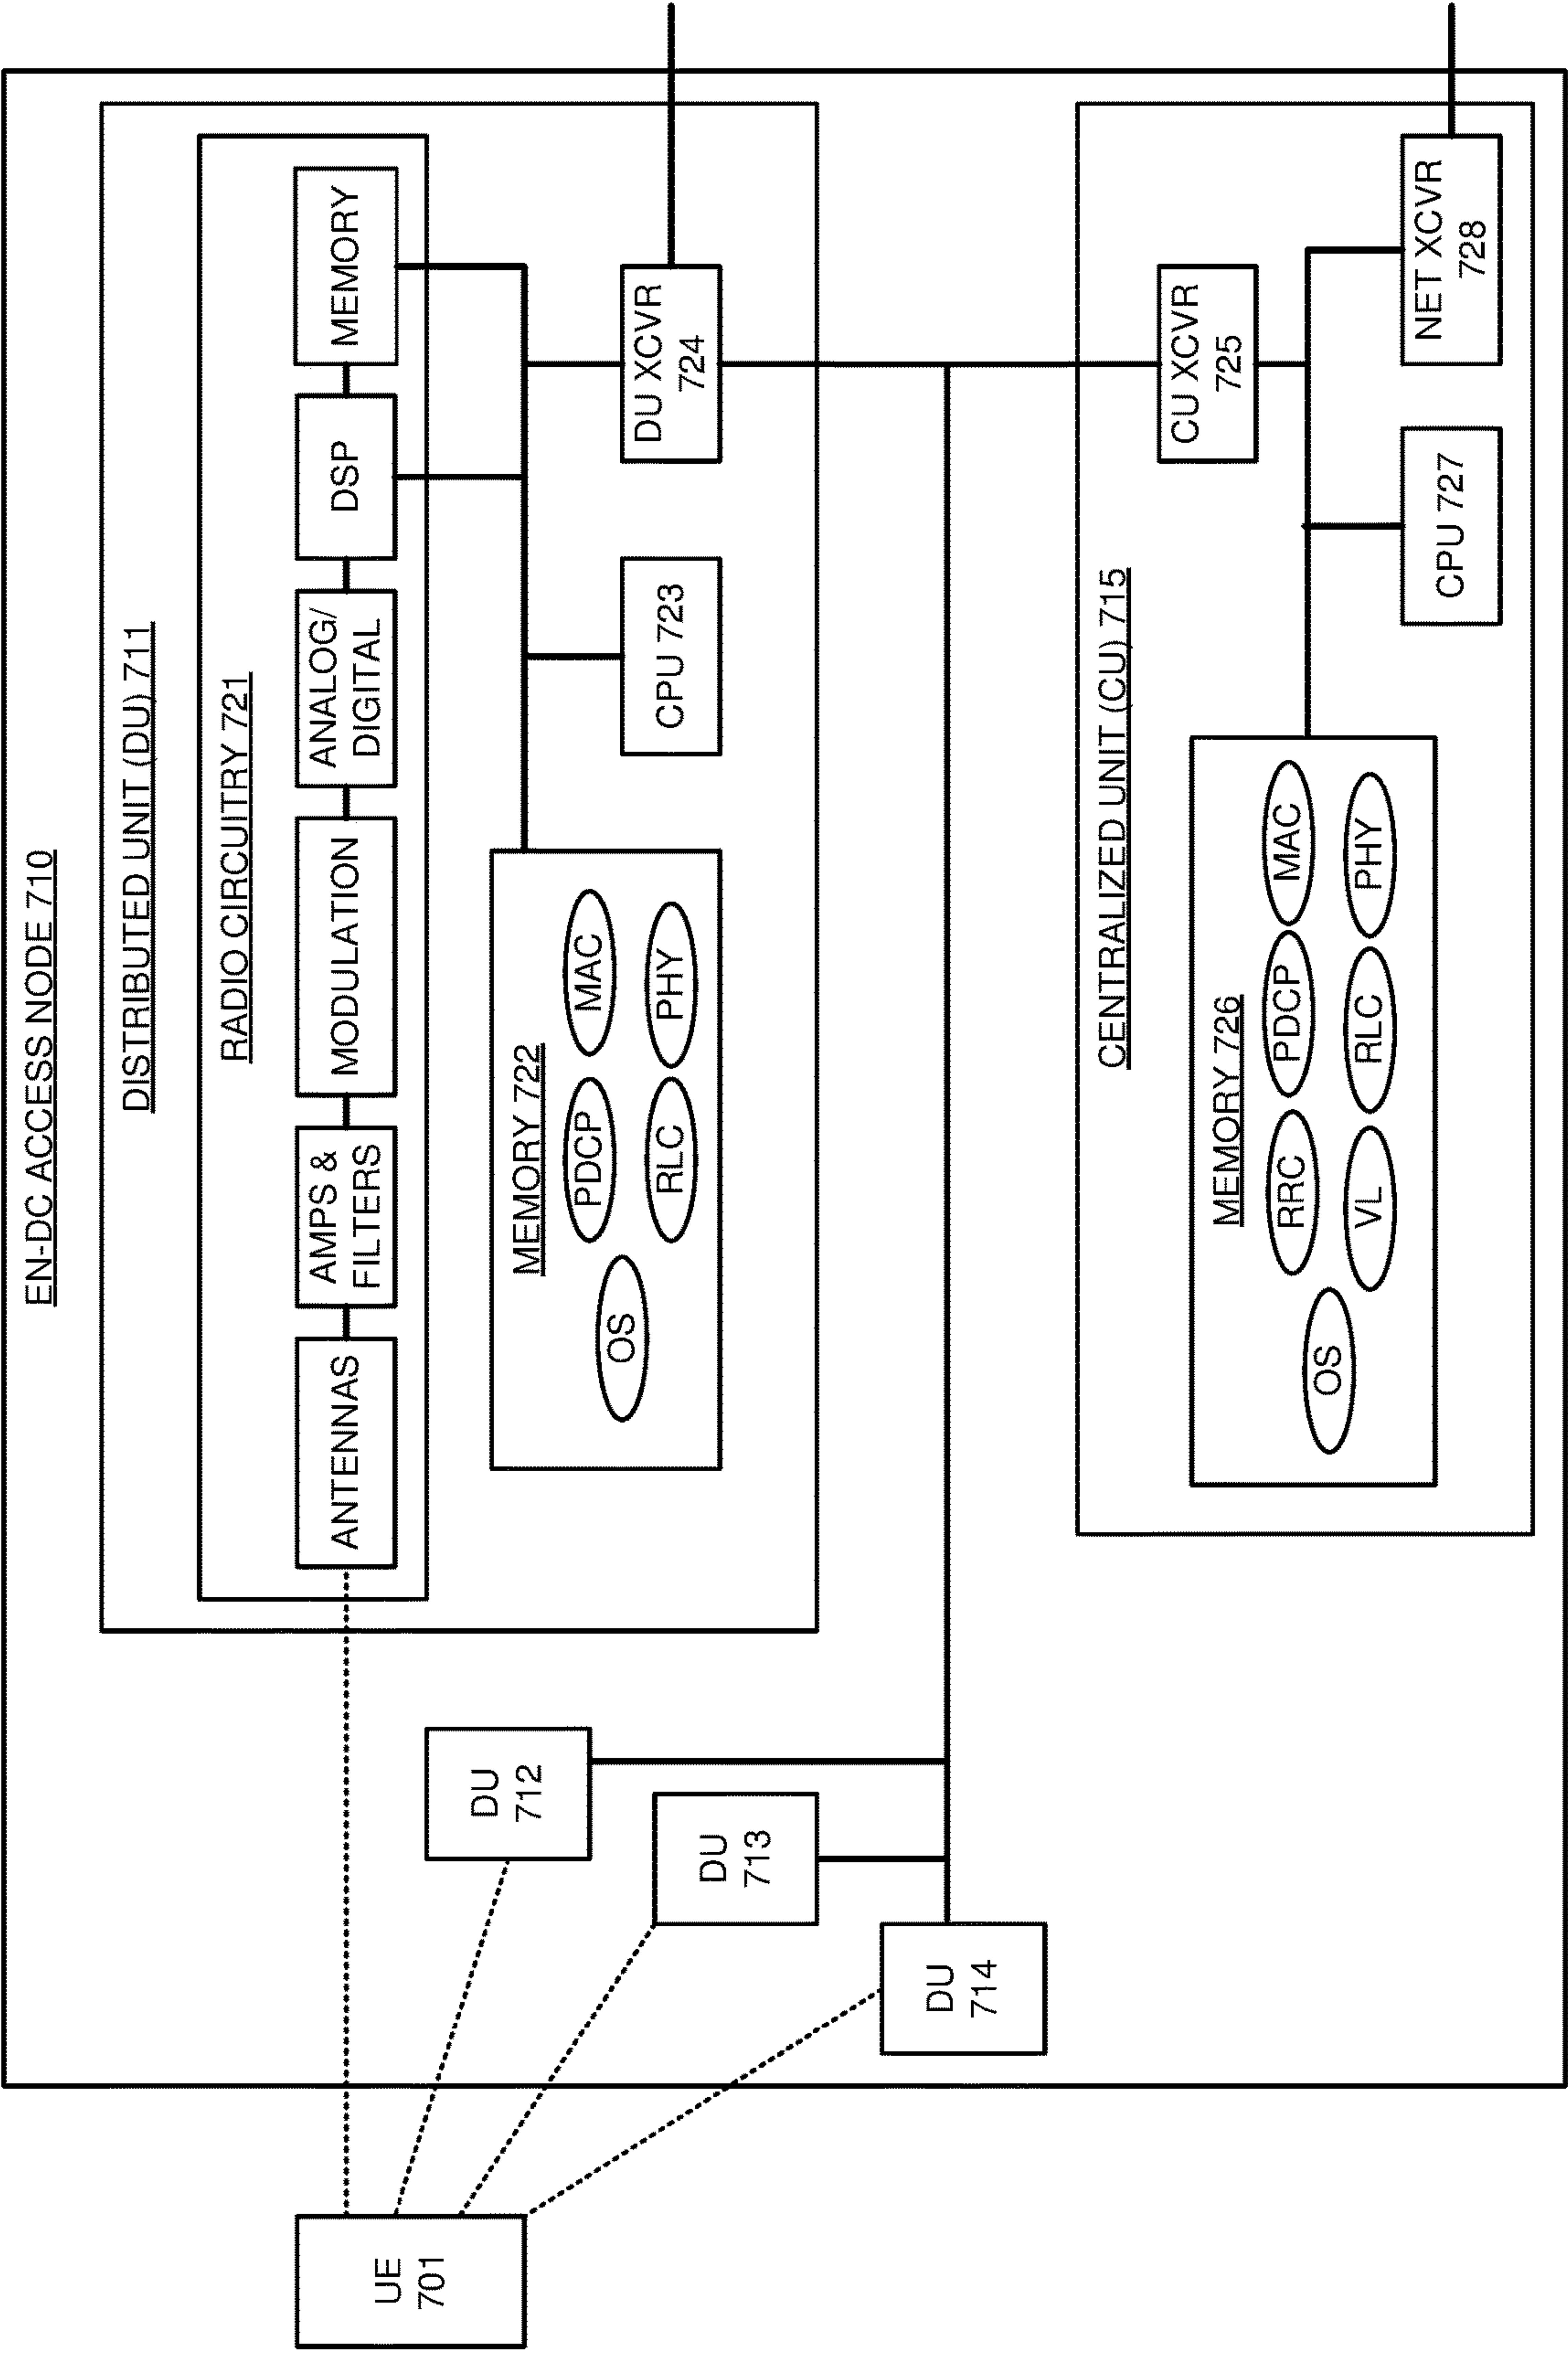 EN-DC ACCESS NODE 710
DISTRIBUTED UNIT (DU) 711
RADIO CIRCUITRY 721
ANTENNAS
AMPS &
FILTERS
MODULATION
ANALOG/
DIGITAL
DSP
MEMORY
MEMORY 722
OS
PDCP
MAC
RLC
PHY
CPU 723
DU XCVR
724
UE
701
DU
712
DU
713
DU
714
CENTRALIZED UNIT (CU) 715
CU XCVR
725
MEMORY 726
OS
RRC
PDCP
MAC
VL
RLC
PHY
CPU 727
NET XCVR
728